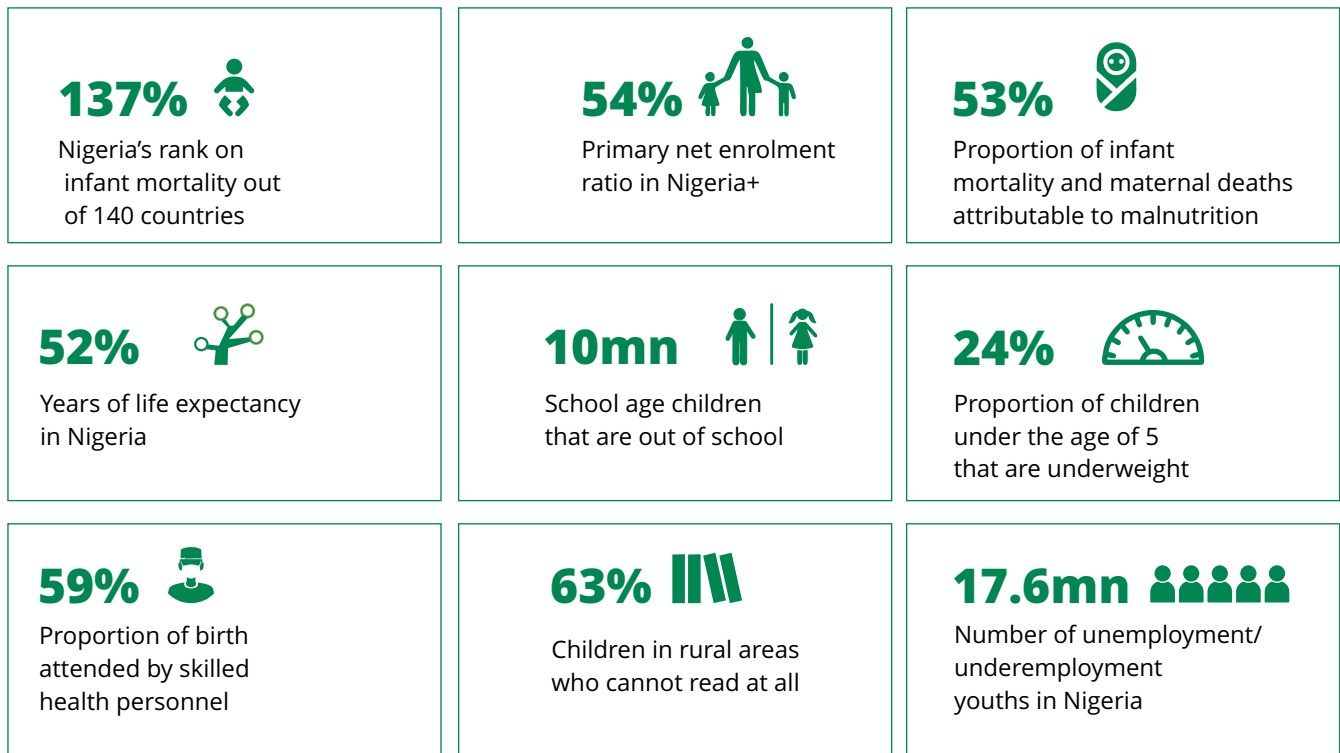 137%
Nigeria’s rank on
infant mortality out
of 140 countries
54%
Primary net enrolment
ratio in Nigeria+
53%
Proportion of infant
mortality and maternal deaths
attributable to malnutrition
52%
Years of life expectancy
in Nigeria
10mn
School age children
that are out of school
24%
Proportion of children
under the age of 5
that are underweight
59%
Proportion of birth
attended by skilled
health personnel
63%
Children in rural areas
who cannot read at all
17.6mn
Number of unemployment/
underemployment
youths in Nigeria